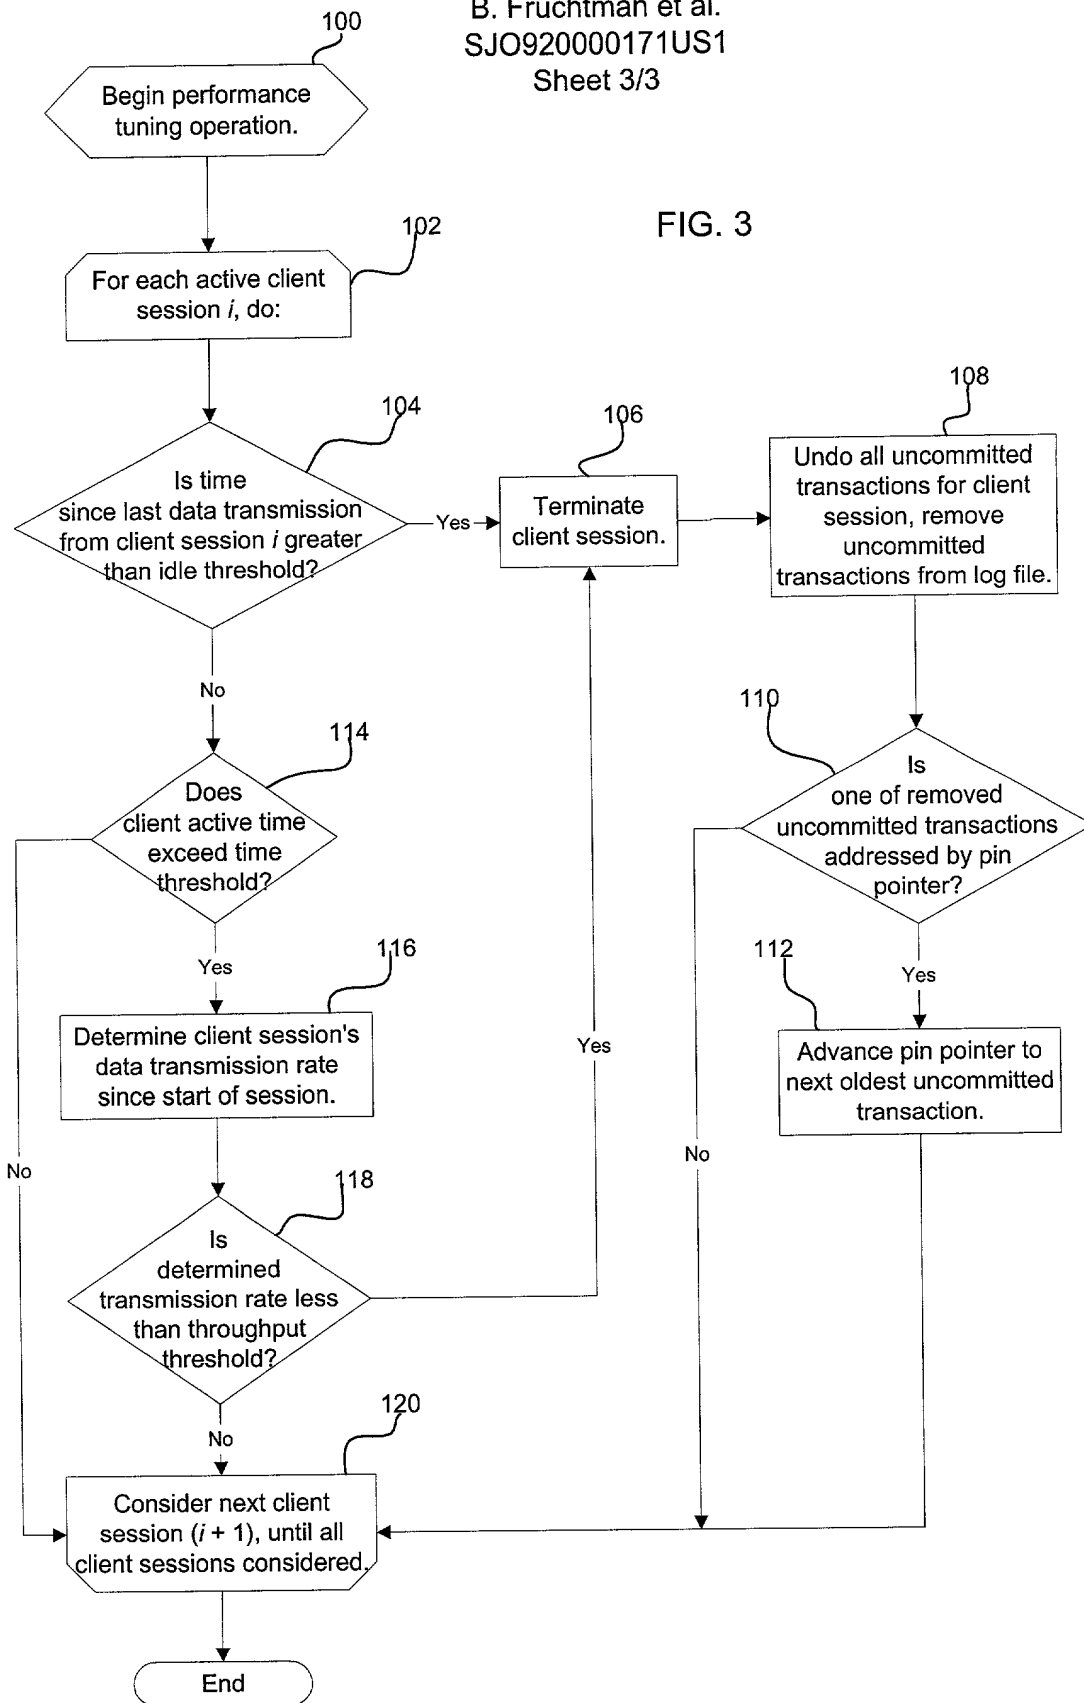 B. Fruchtman et al.
SJO920000171US1
Sheet 3/3
FIG. 3
100
Begin performance
tuning operation.
102
For each active client
session i, do:
104
Is time
since last data transmission
from client session i greater
than idle threshold?
Yes
106
Terminate
client session.
108
Undo all uncommitted
transactions for client
session, remove
uncommitted
transactions from log file.
No
110
Is
one of removed
uncommitted transactions
addressed by pin
pointer?
114
Does
client active time
exceed time
threshold?
Yes
116
Determine client session's
data transmission rate
since start of session.
Yes
112
Advance pin pointer to
next oldest uncommitted
transaction.
Yes
No
No
118
Is
determined
transmission rate less
than throughput
threshold?
No
120
Consider next client
session (i + 1), until all
client sessions considered.
End